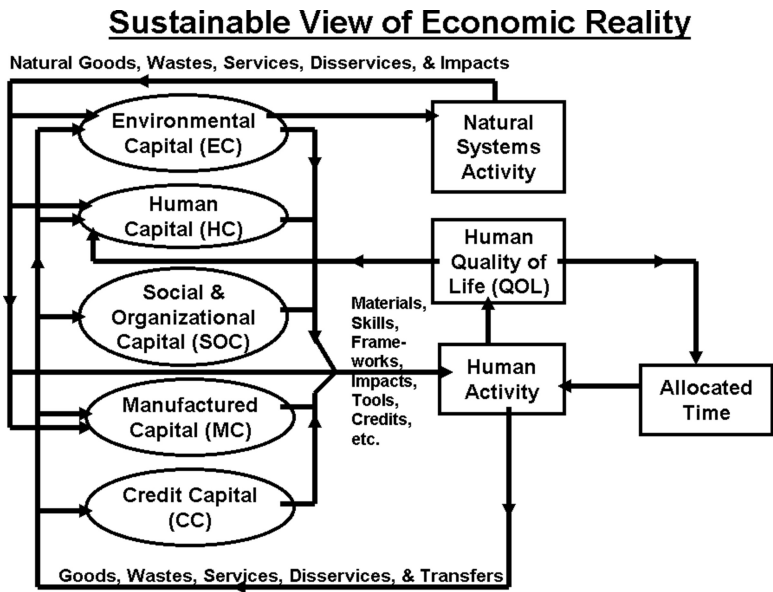 Sustainable View of Economic Reality
Natural Goods, Wastes, Services, Disservices, & Impacts
Environmental
Capital (EC)
Natural
Systems
Activity
Human
Capital (HC)
Human
Quality of
Life (QOL)
Social &
Organizational
Capital (SOC)
Materials,
Skills,
Frame-
works,
Impacts,
Tools,
Credits,
etc.
Human
Activity
Allocated
Time
Manufactured
Capital (MC)
Credit Capital
(CC)
Goods, Wastes, Services, Disservices, & Transfers